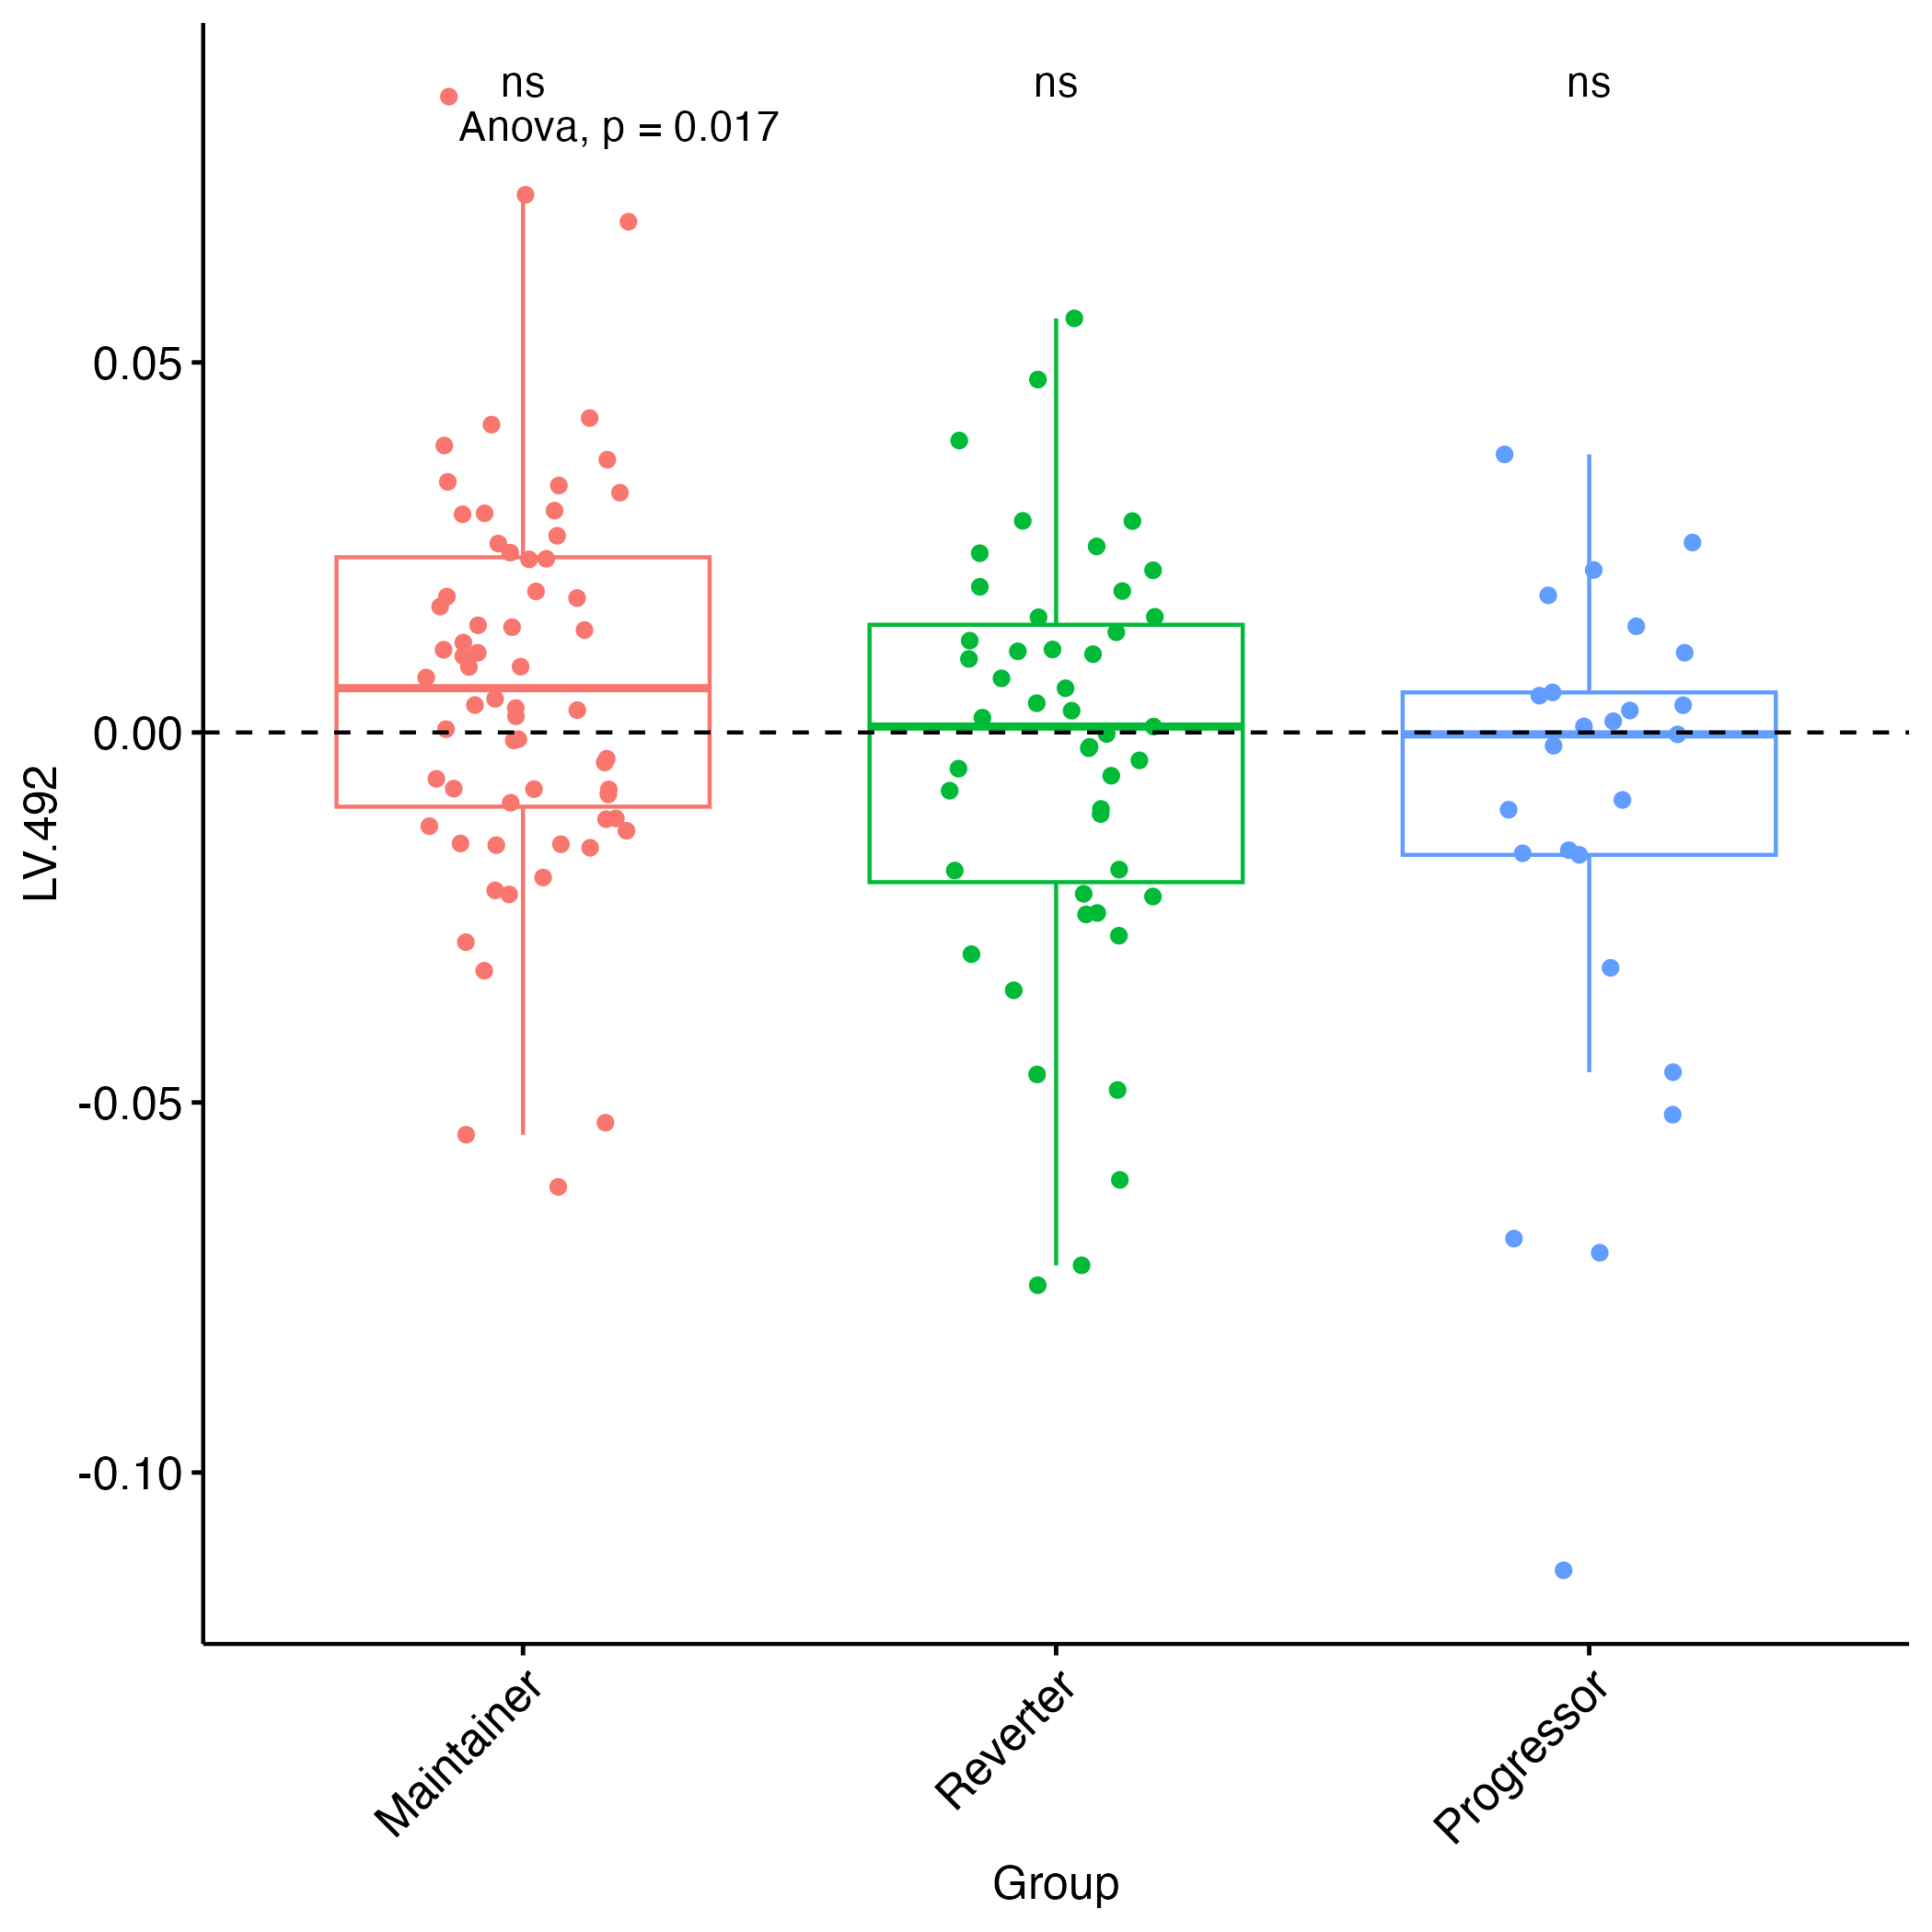 ns ns ns
Anova, p = 0.017
0.05
0.00
-0.05
-0.10
LV.492
Maintainer Reverter Progressor
Group